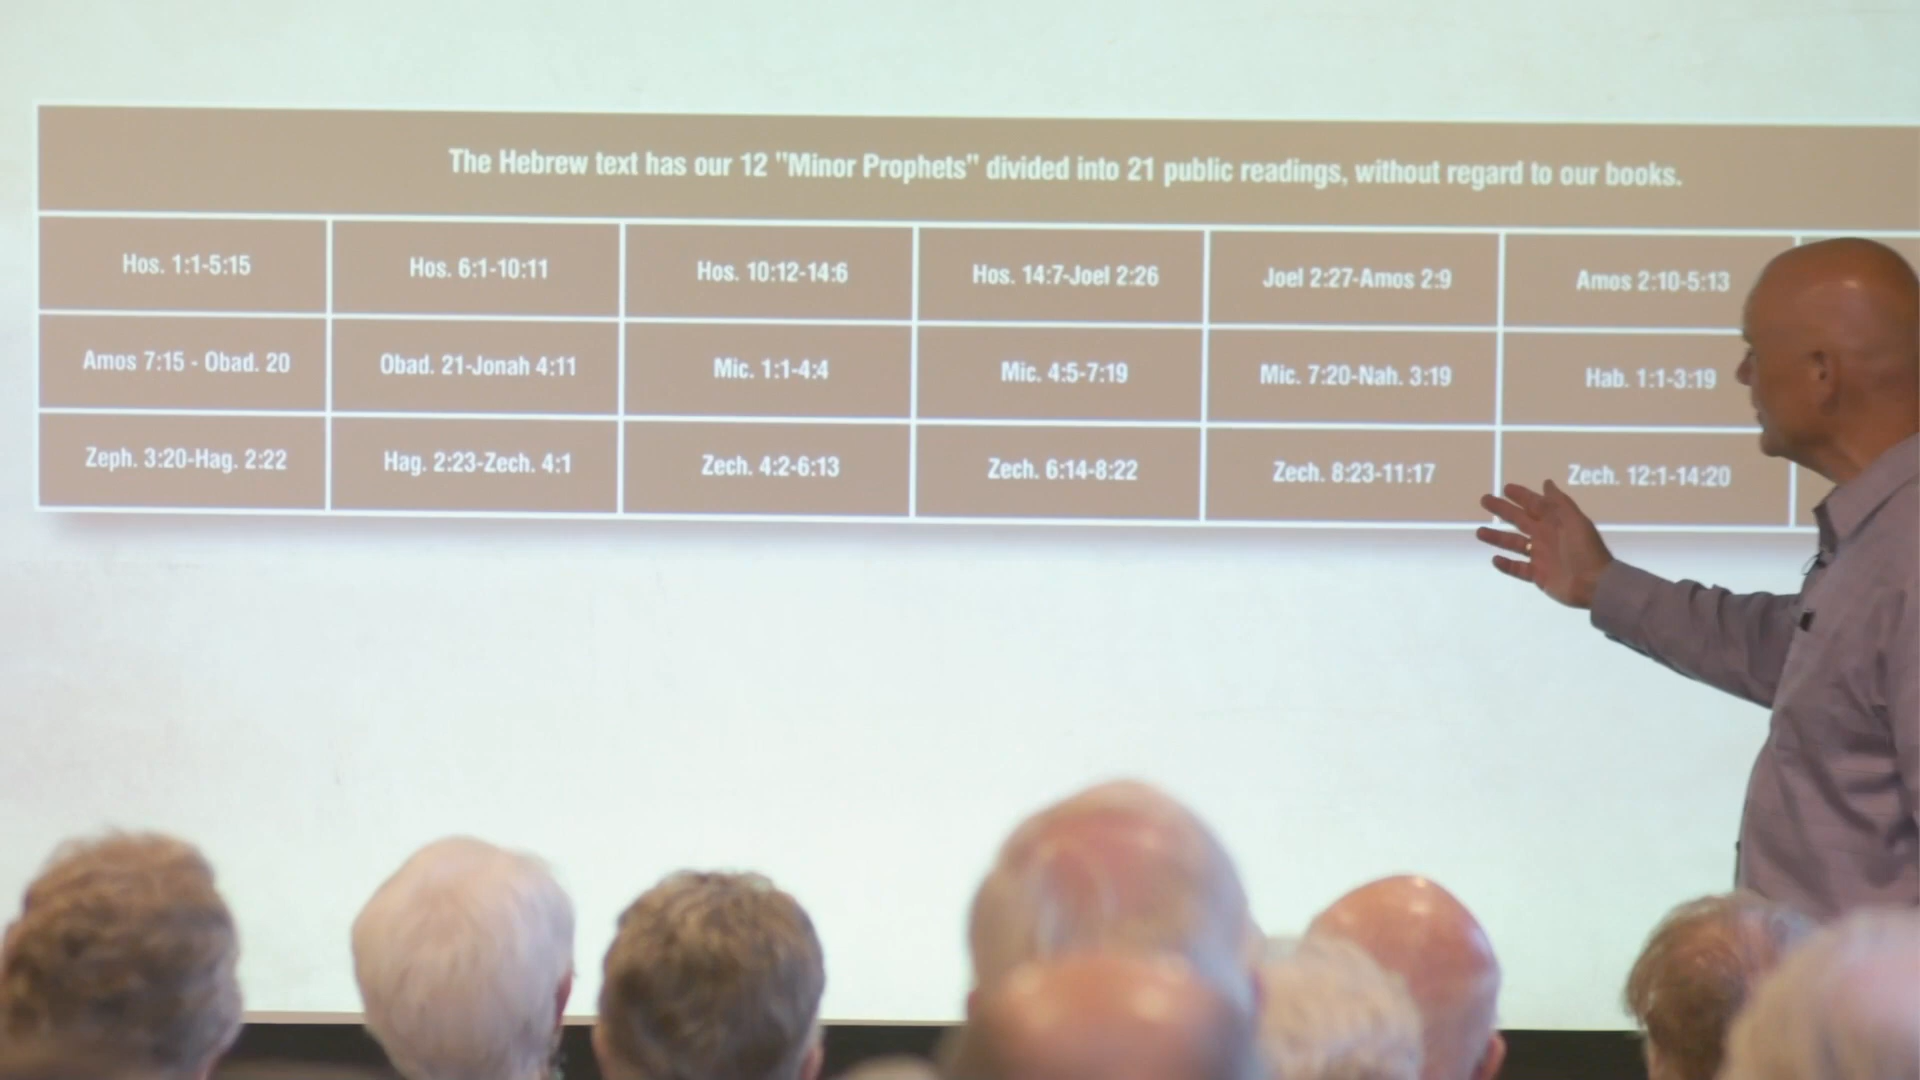 The Hebrew text has our 12 "Minor Prophets" divided into 21 public readings, without regard to our books.
Hos. 1:1-5:15
Hos. 6:1-10:11
Hos. 10:12-14:6
Hos. 14:7-Joel 2:26
Joel 2:27-Amos 2:9
Amos 2:10-5:13
Amos 7:15 - Obad. 20
Obad. 21-Jonah 4:11
Mic. 1:1-4:4
Mic. 4:5-7:19
Mic. 7:20-Nah. 3:19
Hab. 1:1-3:19
Zeph. 3:20-Hag. 2:22
Hag. 2:23-Zech. 4:1
Zech. 4:2-6:13
Zech. 6:14-8:22
Zech. 8:23-11:17
Zech. 12:1-14:20